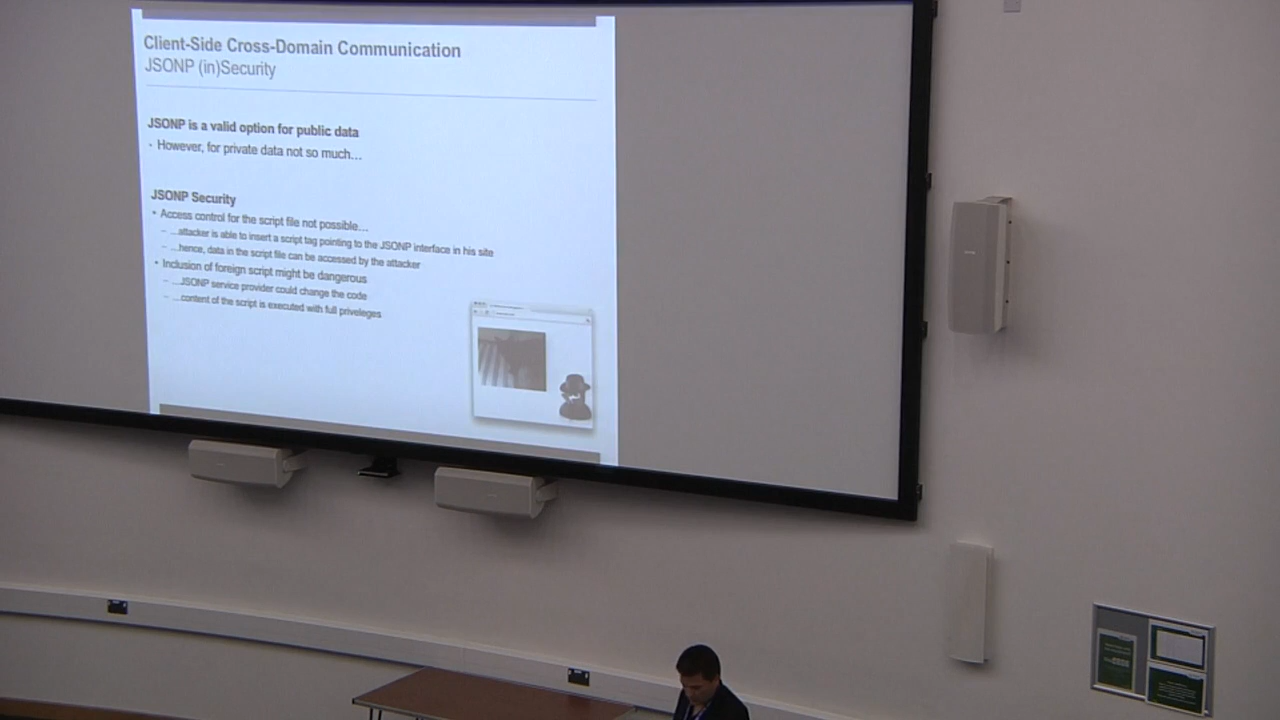 Client-Side Cross-Domain Communication
JSONP (in)Security
JSONP is a valid option for public data
• However, for private data not so much...
JSONP Security
• Access control for the script file not possible...
– ...attacker is able to insert a script tag pointing to the JSONP interface in his site
– ...hence, data in the script file can be accessed by the attacker
• Inclusion of foreign script might be dangerous
– ...JSONP service provider could change the code
– ...content of the script is executed with full priveleges